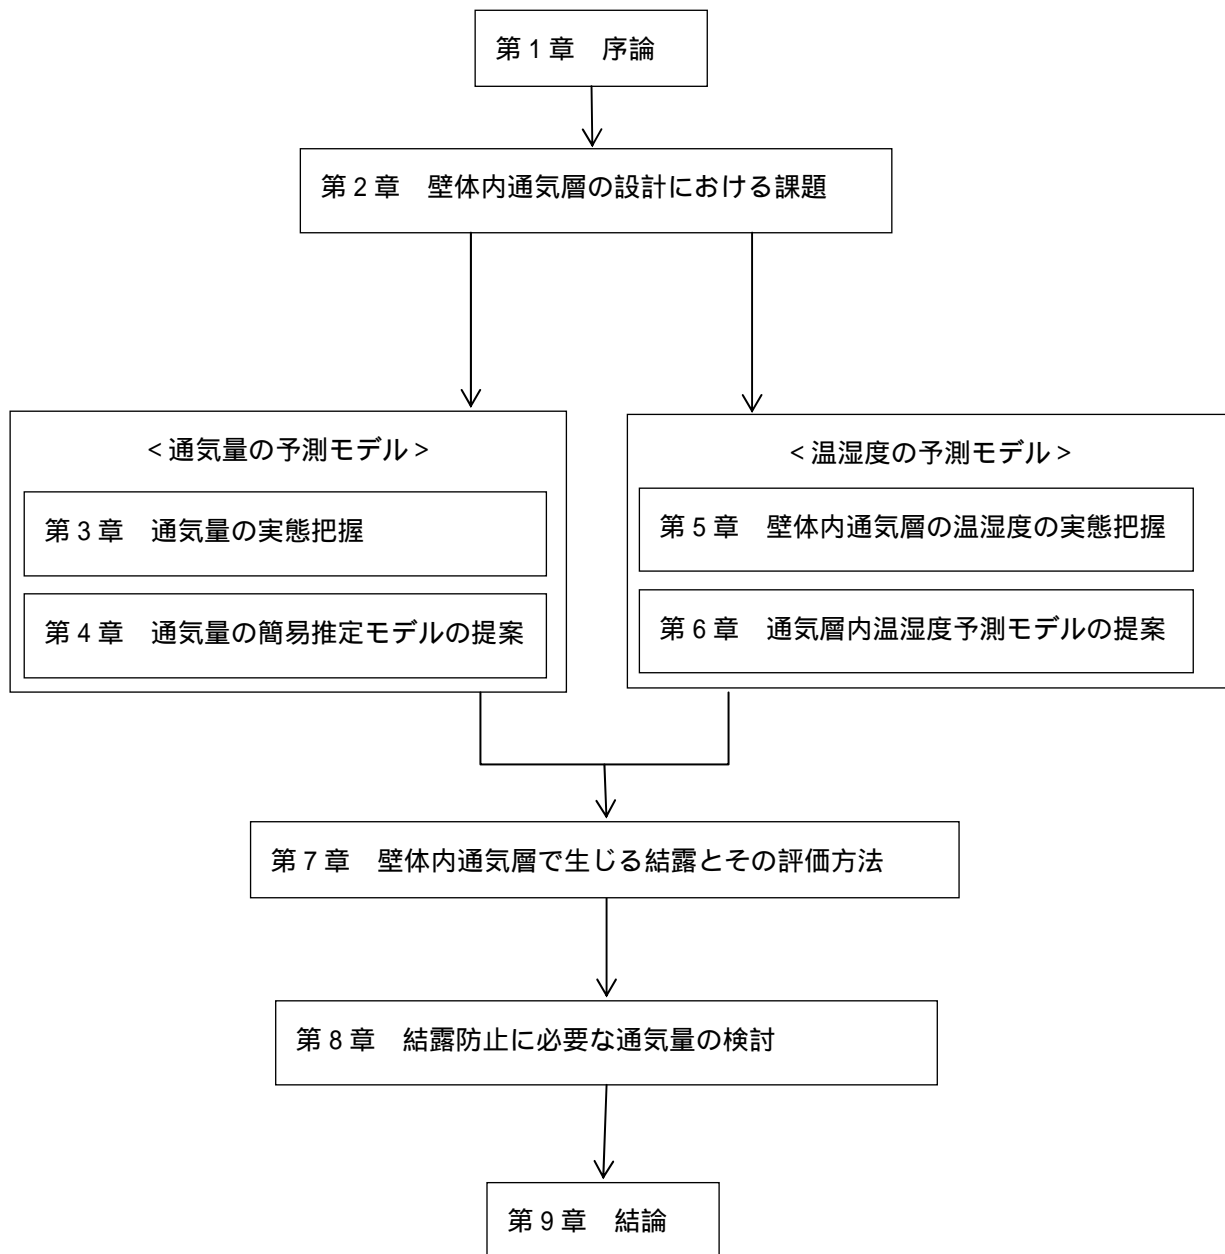 第1章　序論
第2章　壁体内通気層の設計における課題
<通気量の予測モデル>
第3章　通気量の実態把握
第4章　通気量の簡易推定モデルの提案
<温湿度の予測モデル>
第5章　壁体内通気層の温湿度の実態把握
第6章　通気層内温湿度予測モデルの提案
第7章　壁体内通気層で生じる結露とその評価方法
第8章　結露防止に必要な通気量の検討
第9章　結論